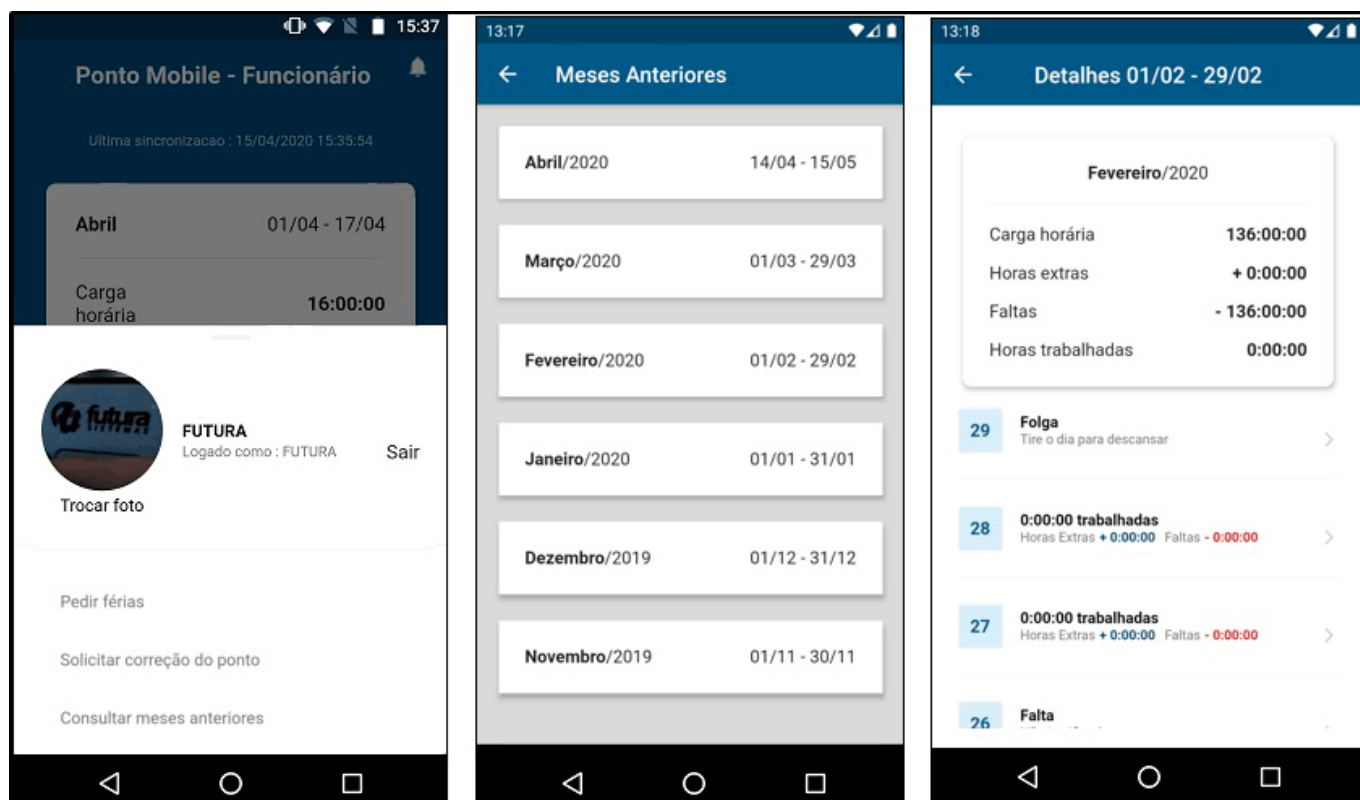 15:37
Ponto Mobile - Funcionário
Ultima sincronizacao : 15/04/2020 15:35:54
Abril 01/04 - 17/04
Carga
horária 16:00:00
futura
SISTEMAS
FUTURA
Logado como : FUTURA Sair
Trocar foto
Pedir férias
Solicitar correção do ponto
Consultar meses anteriores
13:17
Meses Anteriores
Abril/2020 14/04 - 15/05
Março/2020 01/03 - 29/03
Fevereiro/2020 01/02 - 29/02
Janeiro/2020 01/01 - 31/01
Dezembro/2019 01/12 - 31/12
Novembro/2019 01/11 - 30/11
13:18
Detalhes 01/02 - 29/02
Fevereiro/2020
Carga horária 136:00:00
Horas extras + 0:00:00
Faltas - 136:00:00
Horas trabalhadas 0:00:00
29 Folga
Tire o dia para descansar
28 0:00:00 trabalhadas
Horas Extras + 0:00:00 Faltas - 0:00:00
27 0:00:00 trabalhadas
Horas Extras + 0:00:00 Faltas - 0:00:00
26 Falta